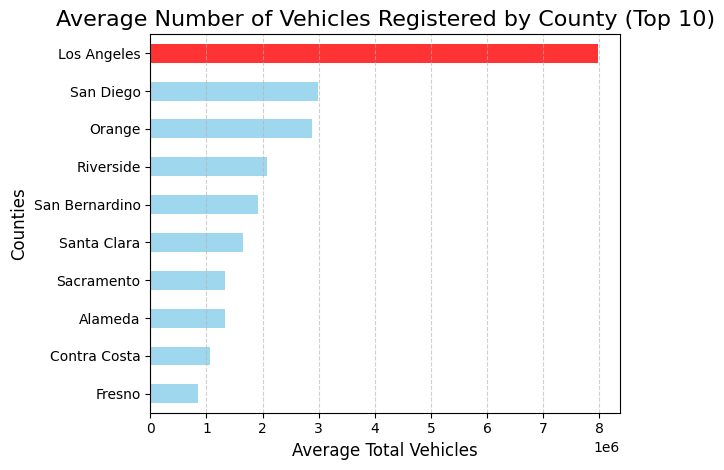 Average Number of Vehicles Registered by County (Top 10)
Counties
Los Angeles
San Diego
Orange
Riverside
San Bernardino
Santa Clara
Sacramento
Alameda
Contra Costa
Fresno
0 1 2 3 4 5 6 7 8
1e6
Average Total Vehicles